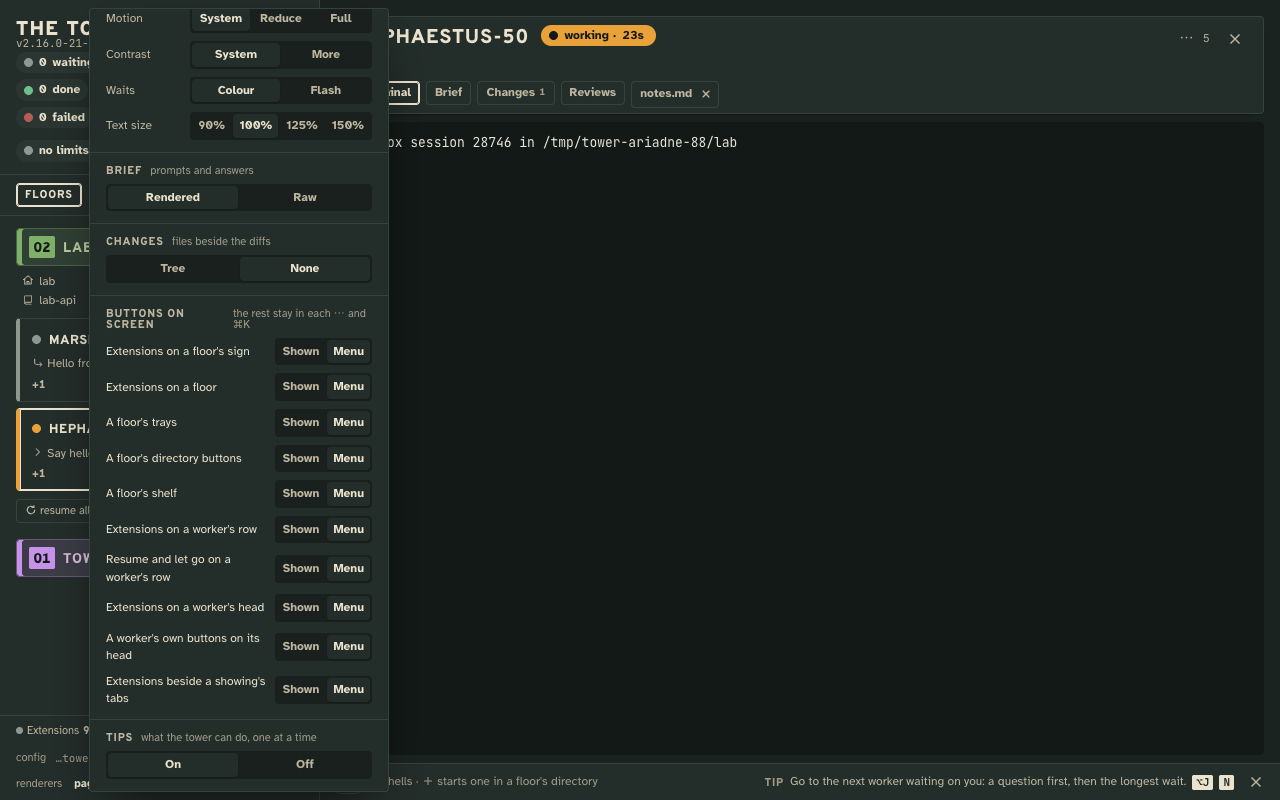 THE TO
v2.16.0-21-
0 waiting
0 done
0 failed
no limits
FLOORS
02 LAB
lab
lab-api
MARS
Hello fro
+1
HEPHA
Say hell
+1
resume all
01 TOW
Extensions 9
config …towe
renderers pag
Motion System Reduce Full
Contrast System More
Waits Colour Flash
Text size 90% 100% 125% 150%
BRIEF prompts and answers
Rendered Raw
CHANGES files beside the diffs
Tree None
BUTTONS ON SCREEN the rest stay in each ··· and ⌘K
Extensions on a floor's sign Shown Menu
Extensions on a floor Shown Menu
A floor's trays Shown Menu
A floor's directory buttons Shown Menu
A floor's shelf Shown Menu
Extensions on a worker's row Shown Menu
Resume and let go on a worker's row Shown Menu
Extensions on a worker's head Shown Menu
A worker's own buttons on its head Shown Menu
Extensions beside a showing's tabs Shown Menu
TIPS what the tower can do, one at a time
On Off
PHAESTUS-50 working · 23s ··· 5
inal Brief Changes 1 Reviews notes.md
ox session 28746 in /tmp/tower-ariadne-88/lab
hells · + starts one in a floor's directory
TIP Go to the next worker waiting on you: a question first, then the longest wait. ⌥J N